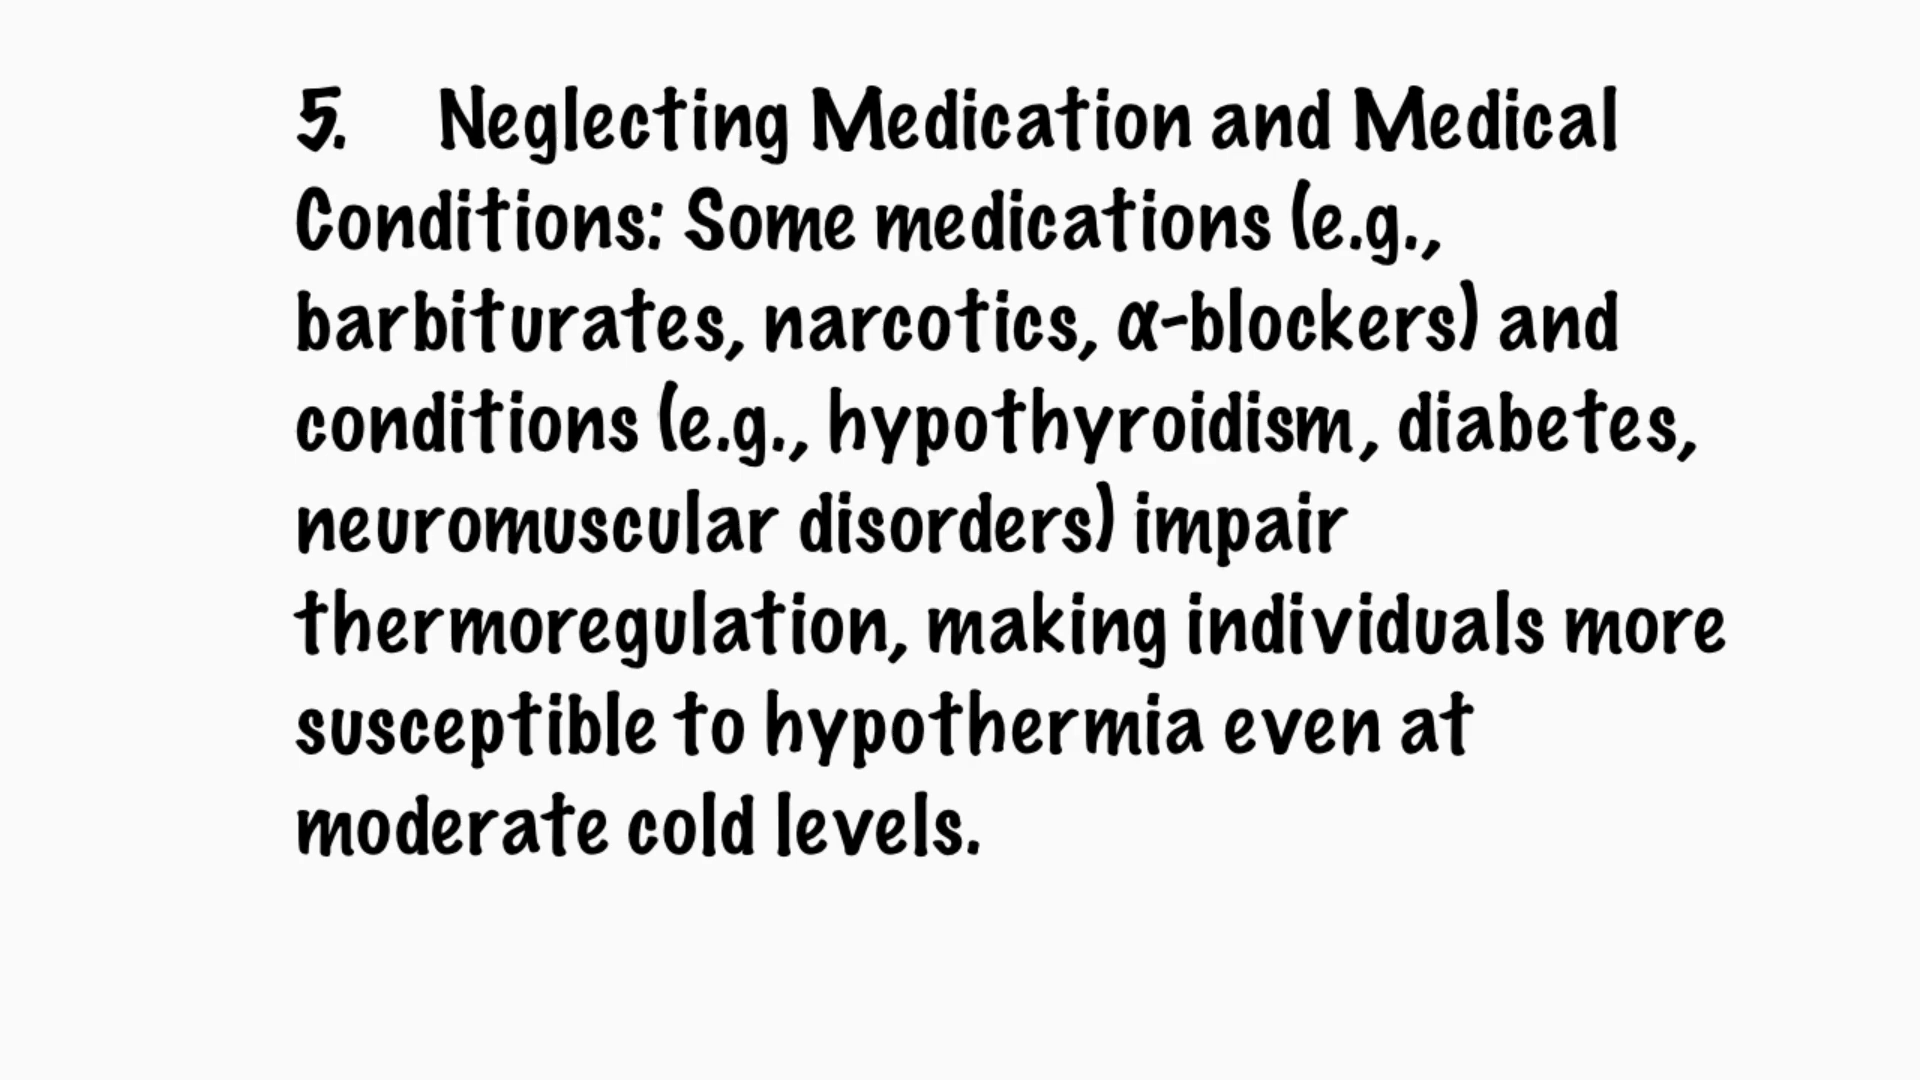 5. Neglecting Medication and Medical
Conditions: Some medications (e.g.,
barbiturates, narcotics, α-blockers) and
conditions (e.g., hypothyroidism, diabetes,
neuromuscular disorders) impair
thermoregulation, making individuals more
susceptible to hypothermia even at
moderate cold levels.